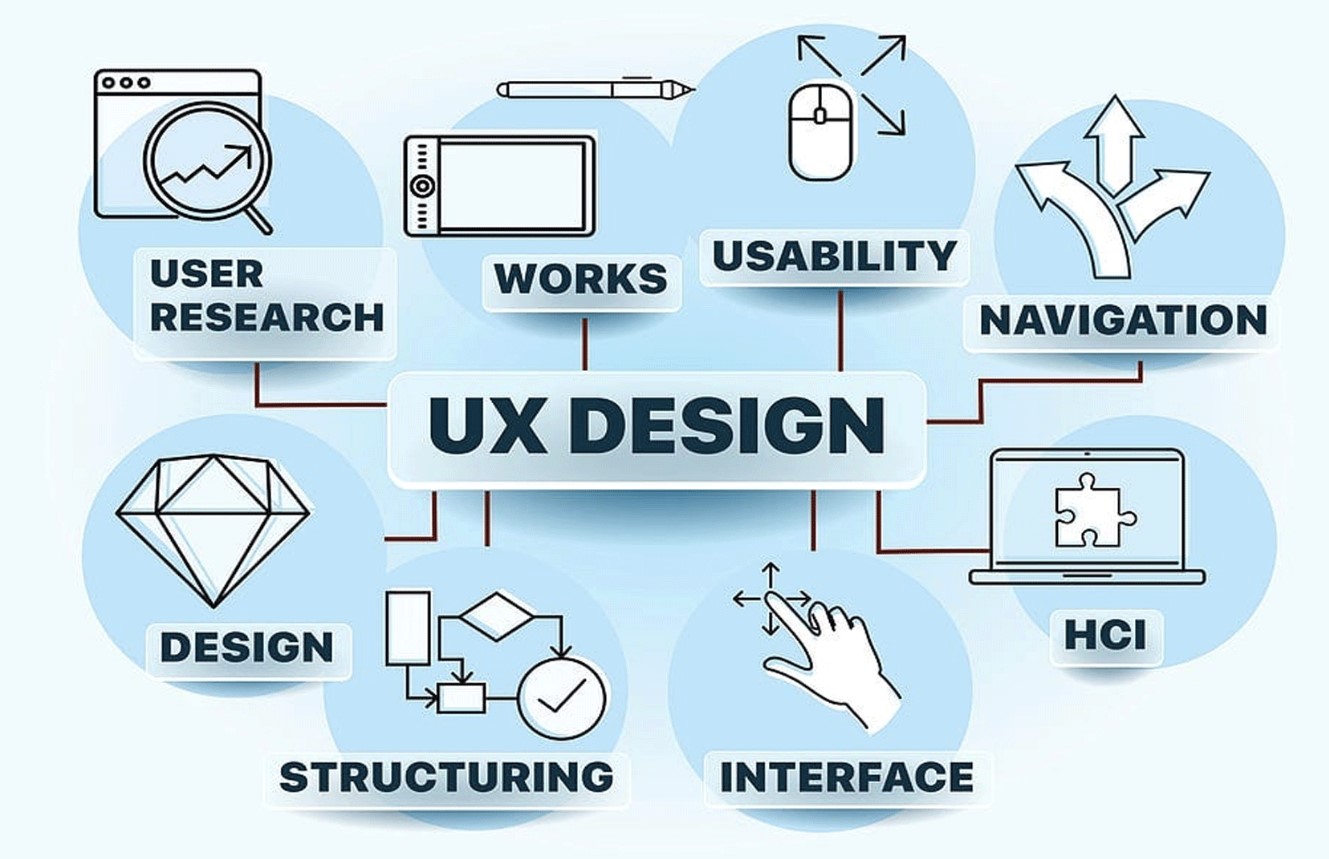 USER
RESEARCH
WORKS
USABILITY
NAVIGATION
UX DESIGN
DESIGN
HCI
STRUCTURING
INTERFACE